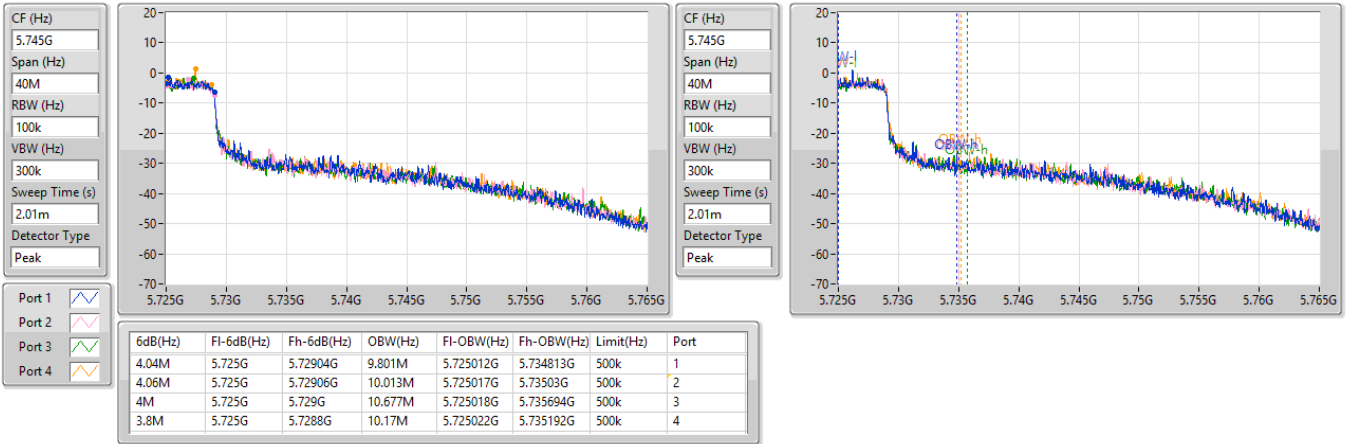 CF (Hz)
5.745G
Span (Hz)
40M
RBW (Hz)
100k
VBW (Hz)
300k
Sweep Time (s)
2.01m
Detector Type
Peak
20-
10-
0-
-10-
-20-
-30-
-40-
-50-
-60-
-70-
5.725G 5.73G 5.735G 5.74G 5.745G 5.75G 5.755G 5.76G 5.765G
CF (Hz)
5.745G
Span (Hz)
40M
RBW (Hz)
100k
VBW (Hz)
300k
Sweep Time (s)
2.01m
Detector Type
Peak
20-
10-
0-
-10-
-20-
-30-
-40-
-50-
-60-
-70-
OBW-h
OBW-h
OBW-h
5.725G 5.73G 5.735G 5.74G 5.745G 5.75G 5.755G 5.76G 5.765G
Port 1
Port 2
Port 3
Port 4
6dB(Hz) Fl-6dB(Hz) Fh-6dB(Hz) OBW(Hz) Fl-OBW(Hz) Fh-OBW(Hz) Limit(Hz) Port
4.04M 5.725G 5.72904G 9.801M 5.725012G 5.734813G 500k 1
4.06M 5.725G 5.72906G 10.013M 5.725017G 5.73503G 500k 2
4M 5.725G 5.729G 10.677M 5.725018G 5.735694G 500k 3
3.8M 5.725G 5.7288G 10.17M 5.725022G 5.735192G 500k 4